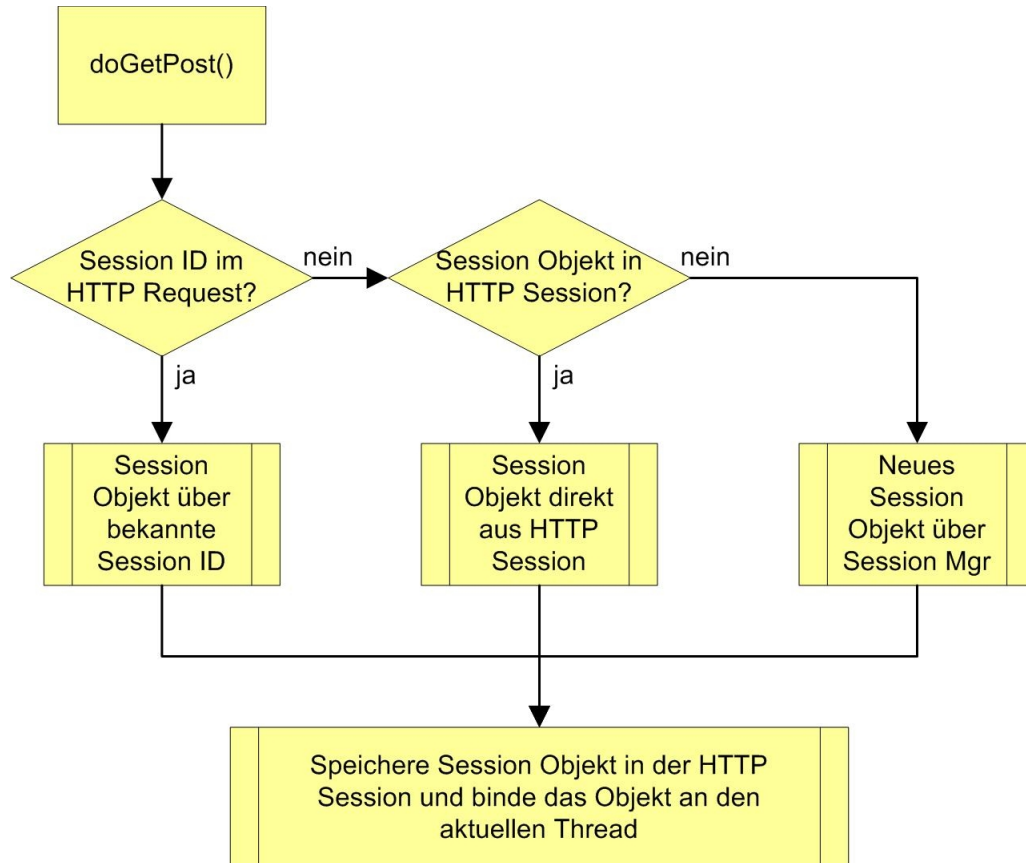 doGetPost()
Session ID im
HTTP Request?
nein
Session Objekt in
HTTP Session?
nein
ja
ja
Session
Objekt über
bekannte
Session ID
Session
Objekt direkt
aus HTTP
Session
Neues
Session
Objekt über
Session Mgr
Speichere Session Objekt in der HTTP
Session und binde das Objekt an den
aktuellen Thread